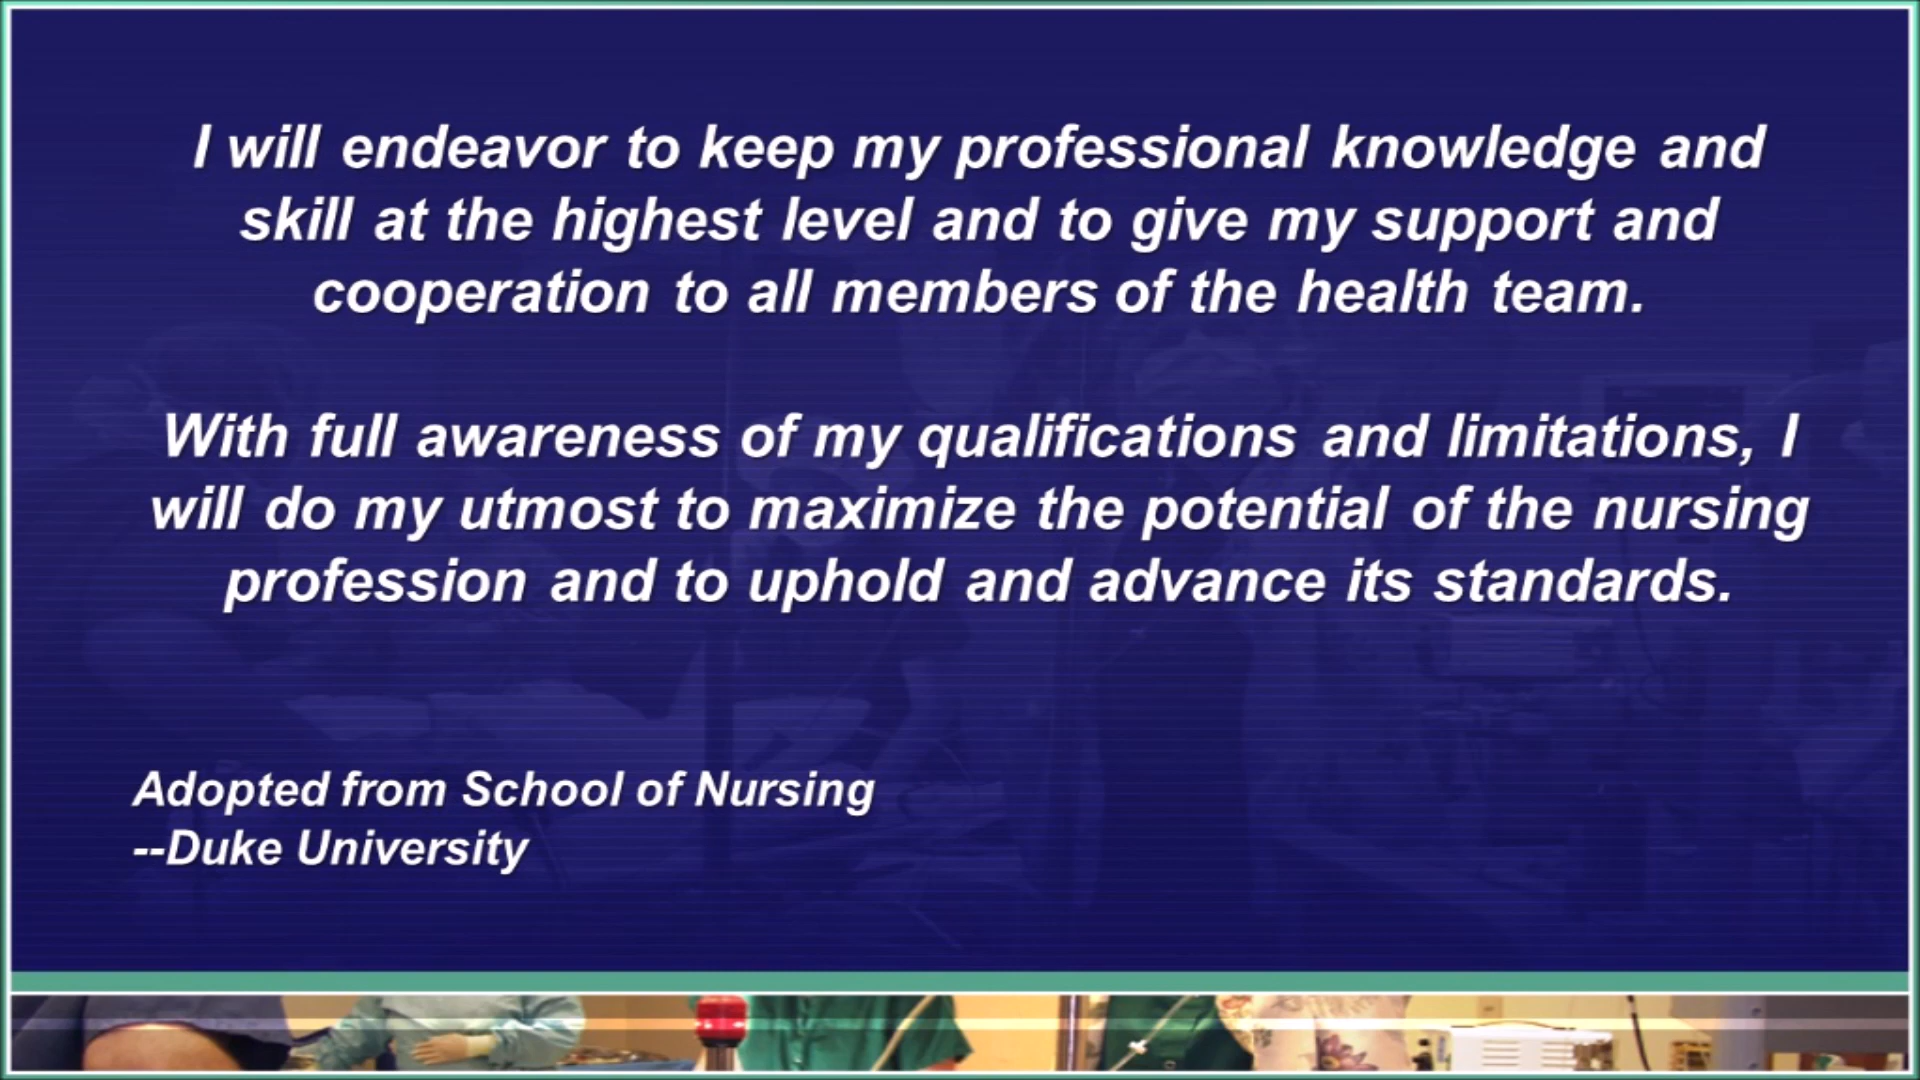 I will endeavor to keep my professional knowledge and
skill at the highest level and to give my support and
cooperation to all members of the health team.
With full awareness of my qualifications and limitations, I
will do my utmost to maximize the potential of the nursing
profession and to uphold and advance its standards.
Adopted from School of Nursing
--Duke University